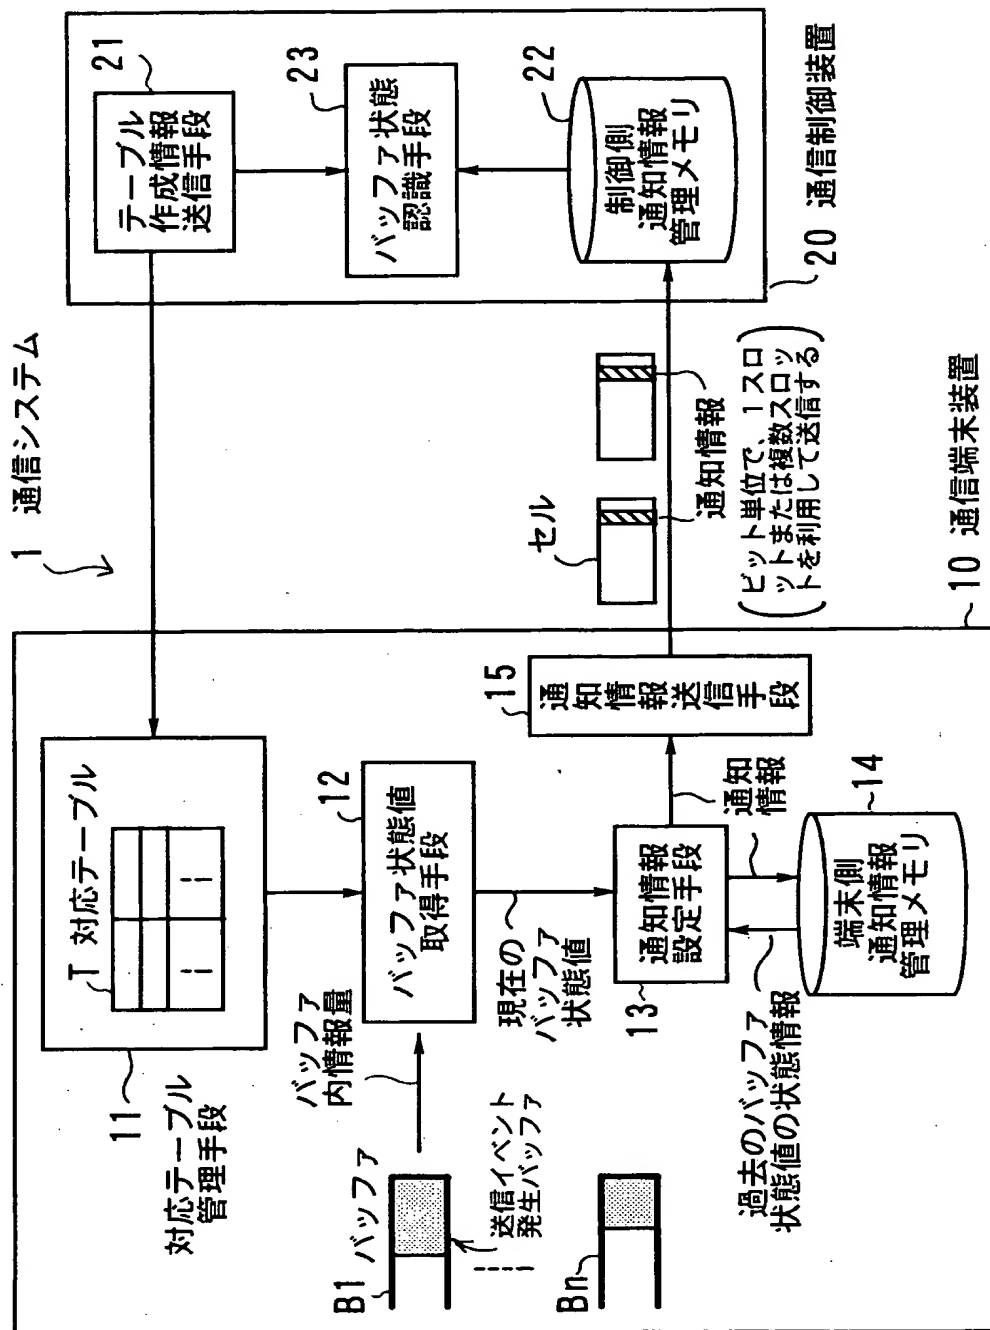 1 通信システム
11
対応テーブル
管理手段
T 対応テーブル
B1 バッファ
送信イベント
発生バッファ
Bn
バッファ
内情報量
12
バッファ状態値
取得手段
現在の
バッファ
状態値
13
通知情報
設定手段
過去のバッファ
状態値の状態情報
通知
情報
14
端末側
通知情報
管理メモリ
15
通知情報送信手段
10 通信端末装置
セル
通知情報
(ビット単位で、1スロ
ットまたは複数スロッ
トを利用して送信する)
21
テーブル
作成情報
送信手段
23
バッファ状態
認識手段
22
制御側
通知情報
管理メモリ
20 通信制御装置